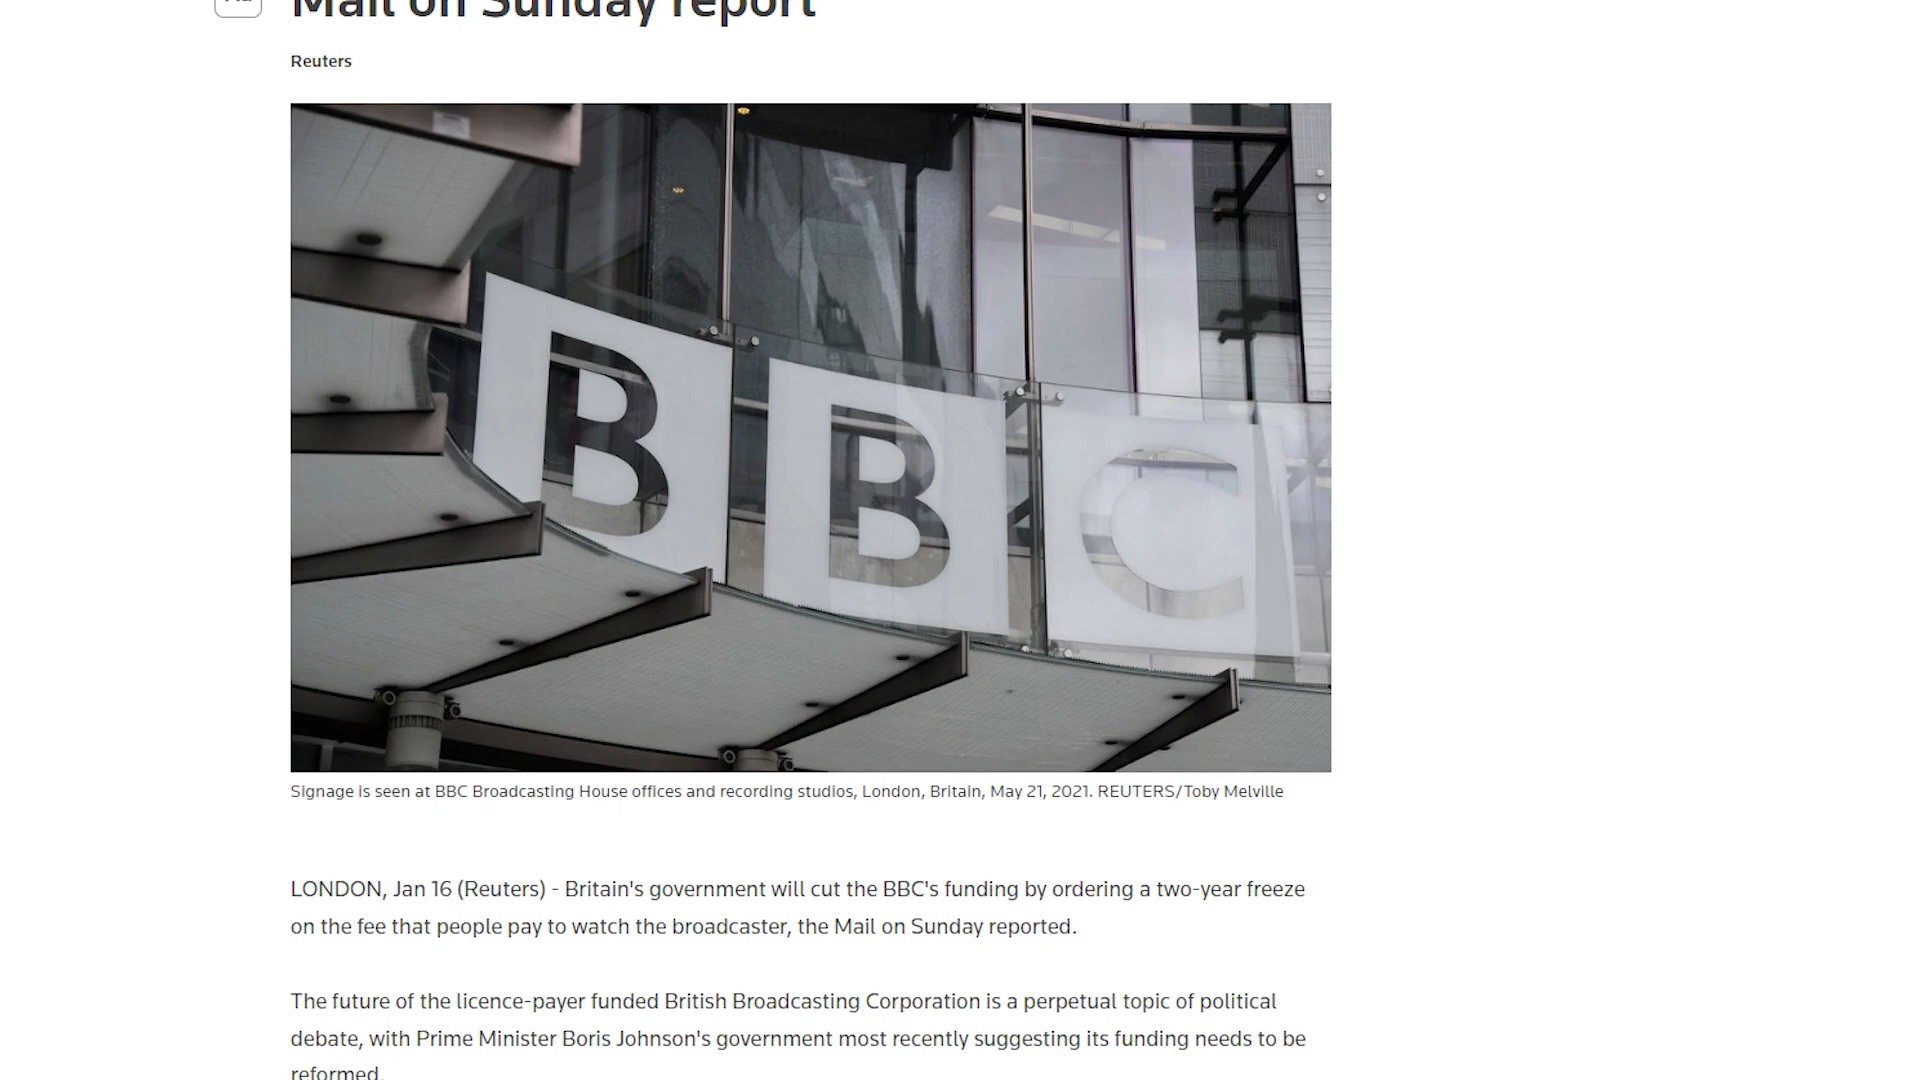 Mail on Sunday report
Reuters
BBC
Signage is seen at BBC Broadcasting House offices and recording studios, London, Britain, May 21, 2021. REUTERS/Toby Melville
LONDON, Jan 16 (Reuters) - Britain's government will cut the BBC's funding by ordering a two-year freeze
on the fee that people pay to watch the broadcaster, the Mail on Sunday reported.
The future of the licence-payer funded British Broadcasting Corporation is a perpetual topic of political
debate, with Prime Minister Boris Johnson's government most recently suggesting its funding needs to be
reformed.